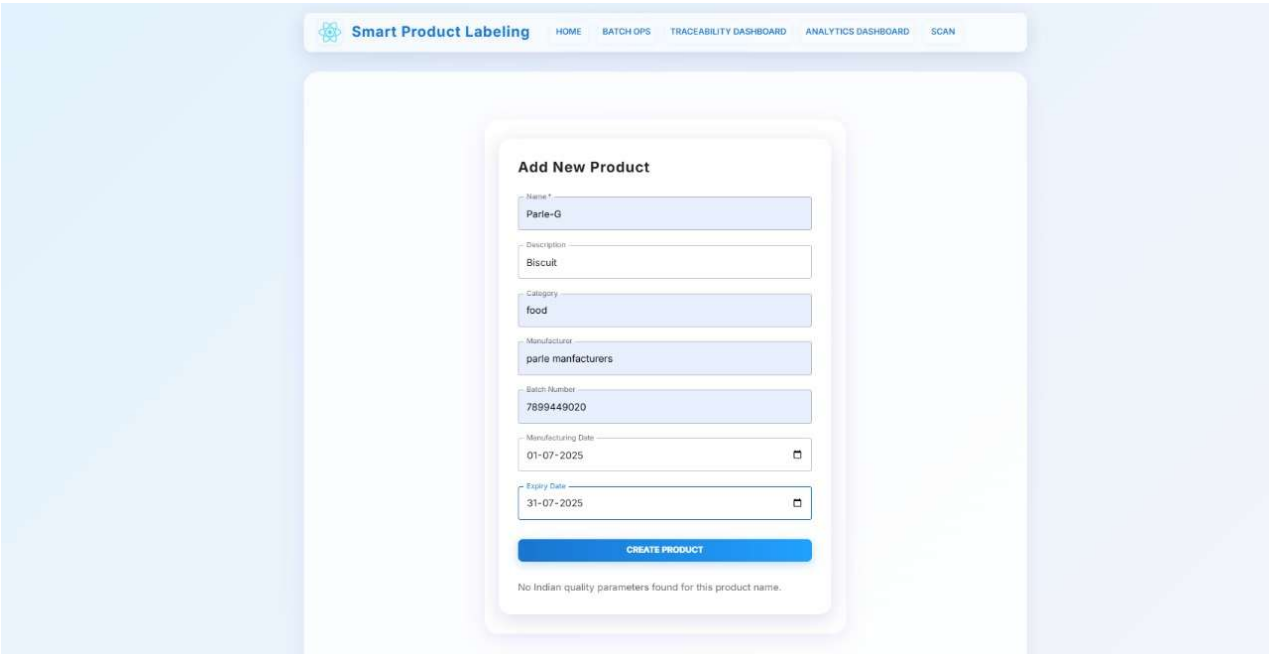 Smart Product Labeling HOME BATCH OPS TRACEABILITY DASHBOARD ANALYTICS DASHBOARD SCAN
Add New Product
Name *
Parle-G
Description
Biscuit
Category
food
Manufacturer
parle manfacturers
Batch Number
7899449020
Manufacturing Date
01-07-2025
Expiry Date
31-07-2025
CREATE PRODUCT
No Indian quality parameters found for this product name.